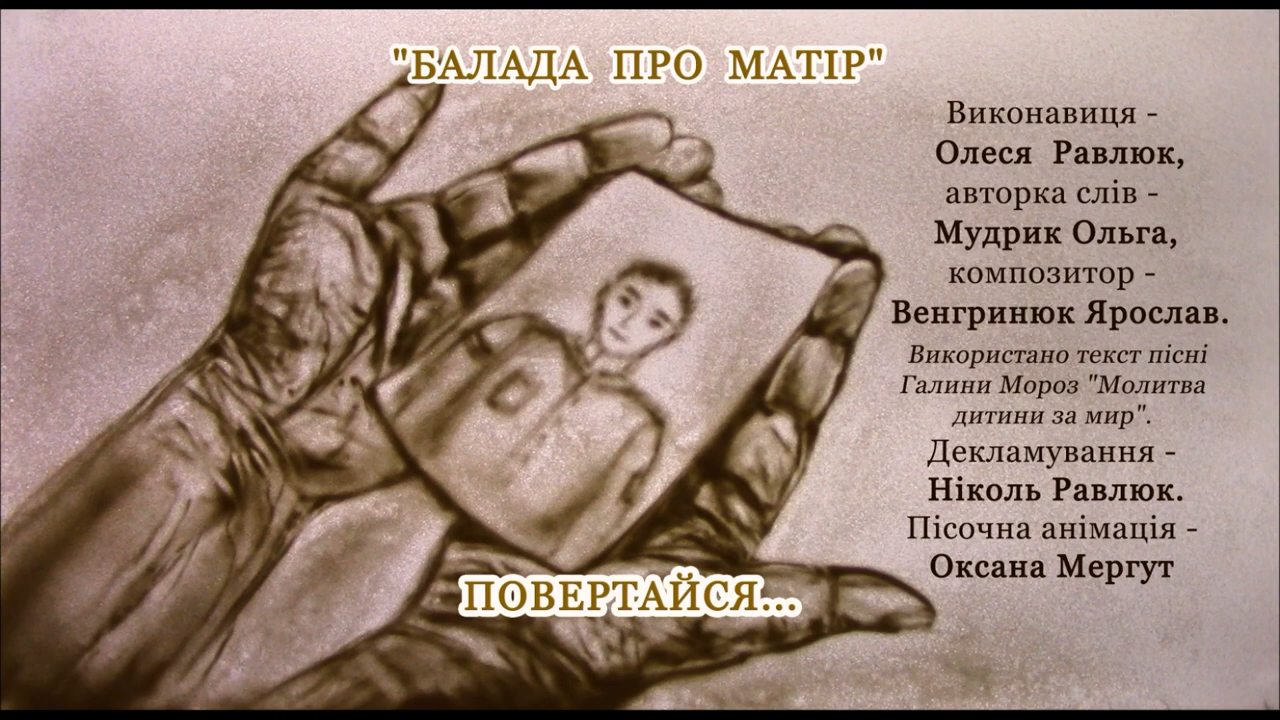 "БАЛАДА ПРО МАТІР"
Виконавиця -
Олеся Равлюк,
авторка слів -
Мудрик Ольга,
композитор -
Венгринюк Ярослав.
Використано текст пісні
Галини Мороз "Молитва
дитини за мир".
Декламування -
Ніколь Равлюк.
Пісочна анімація -
Оксана Мергут
ПОВЕРТАЙСЯ...